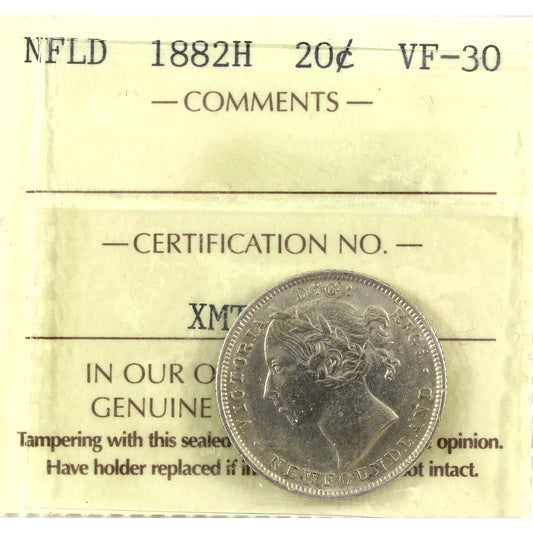 NFLD 1882H 20¢ VF-30
— COMMENTS —
— CERTIFICATION NO. —
XMT
IN OUR O
GENUINE
Tampering with this sealed opinion.
Have holder replaced if in ot intact.
VICTORIA D:G: REG: NEWFOUNDLAND